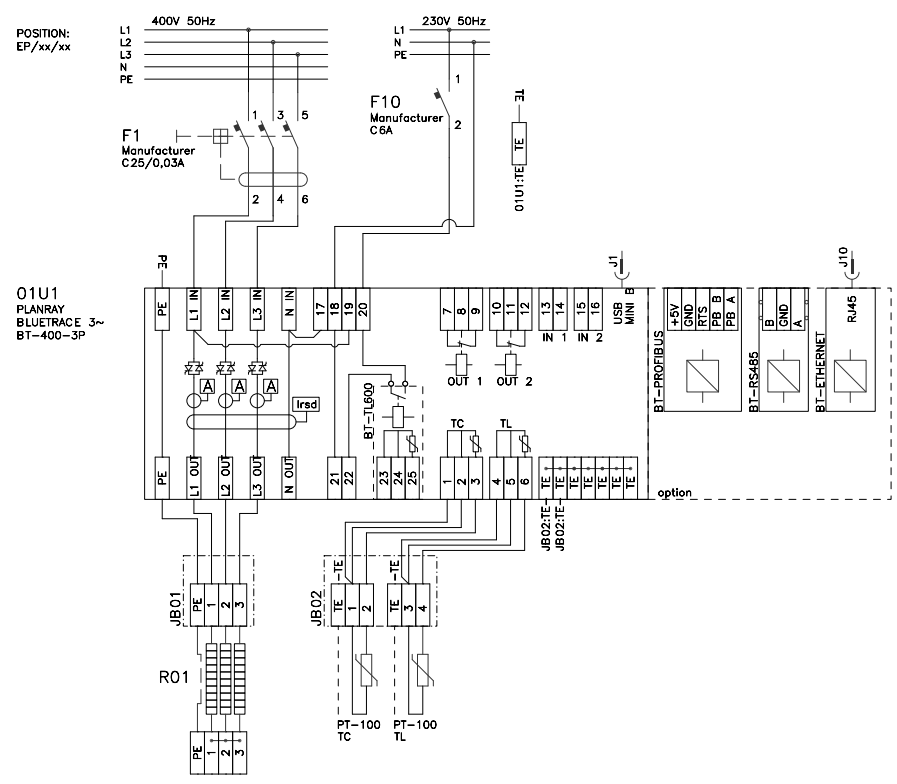 400V 50Hz
230V 50Hz
POSITION:
EP/xx/xx
L1
L2
L3
N
PE
L1
N
PE
F1
Manufacturer
C25/0,03A
1
3
5
2
4
6
F10
Manufacturer
C6A
1
2
TE
TE
01U1:TE
PE
J1
J10
01U1
PLANRAY
BLUETRACE 3~
BT-400-3P
PE
L1 IN
L2 IN
L3 IN
N IN
17
18
19
20
7
8
9
10
11
12
13
14
15
16
IN 1
IN 2
USB
MINI B
OUT 1
OUT 2
BT-PROFIBUS
+5V
GND
RTS
PB B
PB A
BT-RS485
B
GND
A
BT-ETHERNET
RJ45
A
A
A
Irsd
BT-TL600
TC
TL
PE
L1 OUT
L2 OUT
L3 OUT
N OUT
21
22
23
24
25
1
2
3
4
5
6
TE
TE
TE
TE
TE
TE
TE
JB02:TE
JB02:TE
option
JB01
PE
1
2
3
JB02
-TE
-TE
TE
1
2
TE
3
4
R01
PT-100
TC
PT-100
TL
PE
1
2
3